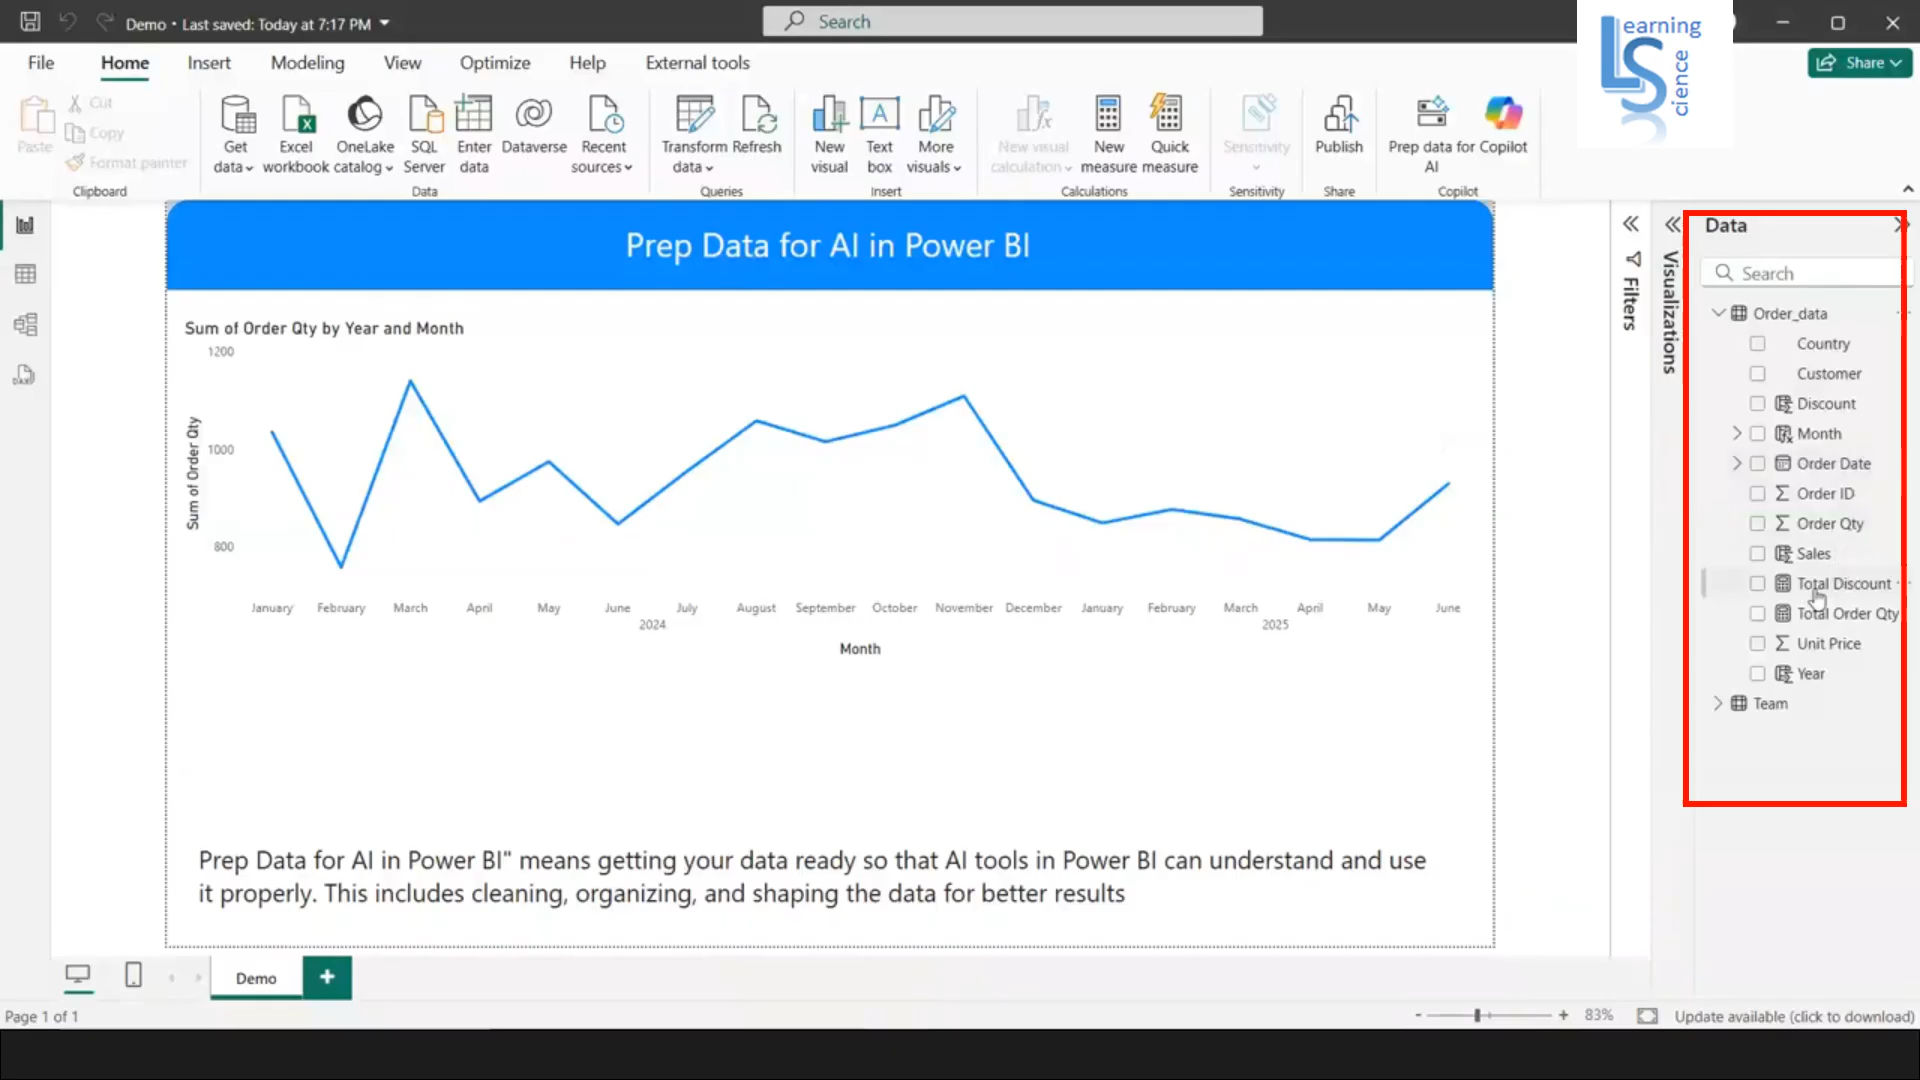 Demo • Last saved: Today at 7:17 PM
Search
Learning
Science
File Home Insert Modeling View Optimize Help External tools
Share
Paste
Cut
Copy
Format painter
Clipboard
Get data
Excel workbook
OneLake catalog
SQL Server
Enter data
Dataverse
Recent sources
Data
Transform data
Refresh
Queries
New visual
Text box
More visuals
Insert
New visual calculation
New measure
Quick measure
Calculations
Sensitivity
Sensitivity
Publish
Share
Prep data for AI
Copilot
Copilot
Prep Data for AI in Power BI
Sum of Order Qty by Year and Month
Sum of Order Qty
1200
1000
800
January February March April May June July August September October November December January February March April May June
2024 2025
Month
Prep Data for AI in Power BI" means getting your data ready so that AI tools in Power BI can understand and use
it properly. This includes cleaning, organizing, and shaping the data for better results
Filters
Visualizations
Data
Search
Order_data
Country
Customer
Discount
Month
Order Date
Order ID
Order Qty
Sales
Total Discount
Total Order Qty
Unit Price
Year
Team
DAX
Demo
Page 1 of 1
83%
Update available (click to download)